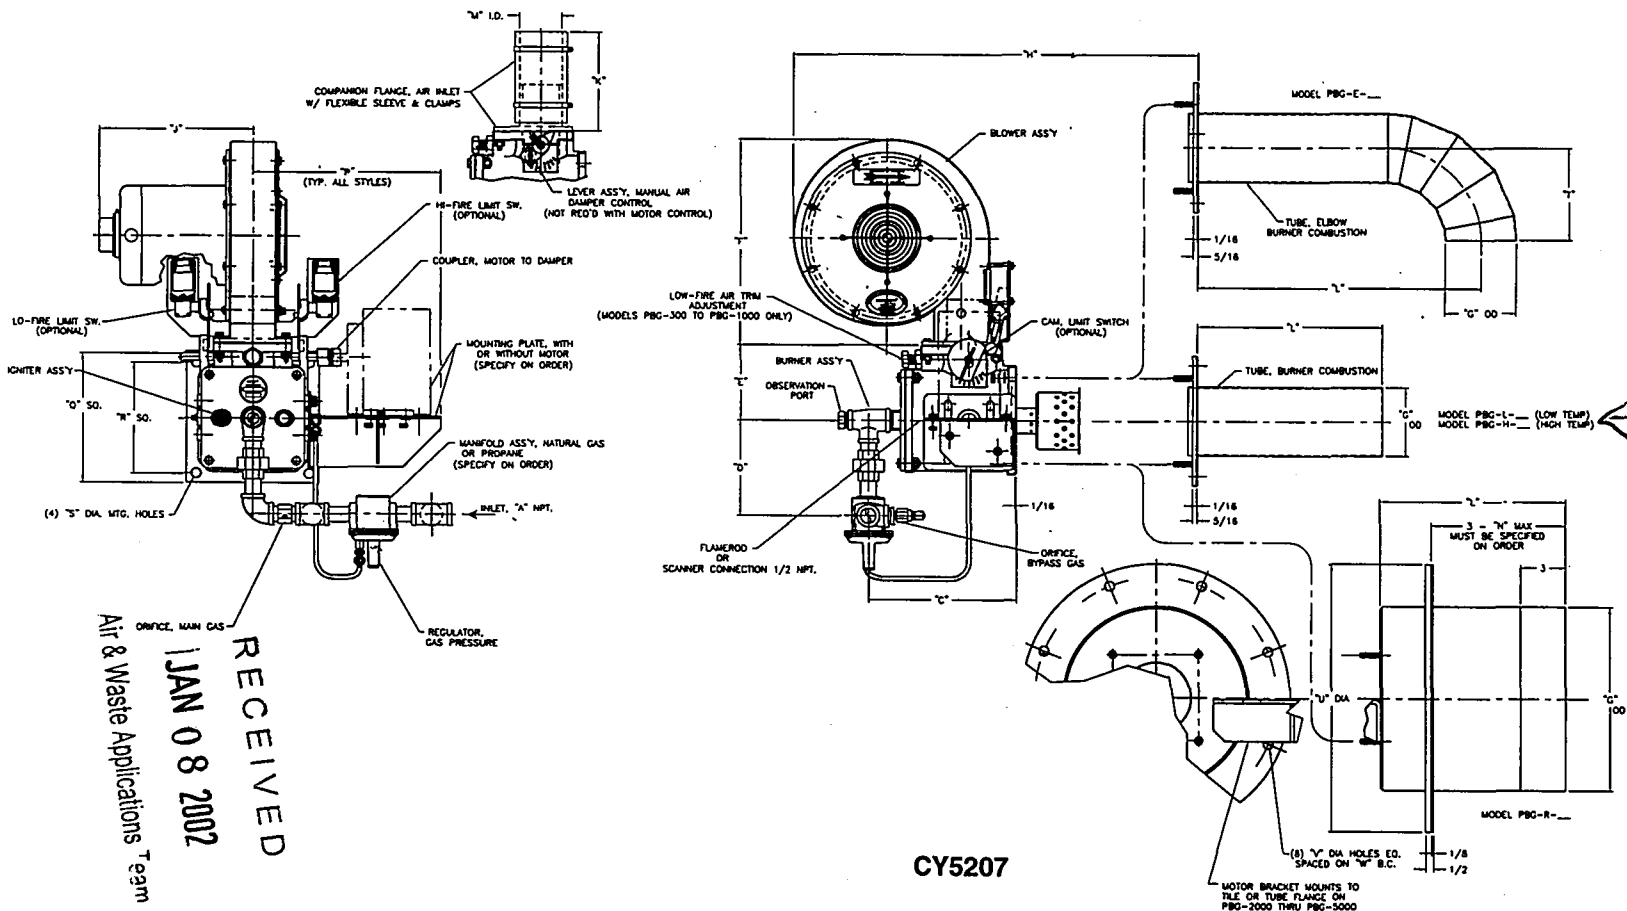 "M" I.D.
"K"
COMPANION FLANGE, AIR INLET
W/ FLEXIBLE SLEEVE & CLAMPS
"J"
"P"
(TYP. ALL STYLES)
LEVER ASS'Y, MANUAL AIR
DAMPER CONTROL
(NOT REQ'D WITH MOTOR CONTROL)
HI-FIRE LIMIT SW.
(OPTIONAL)
COUPLER, MOTOR TO DAMPER
LO-FIRE LIMIT SW.
(OPTIONAL)
MOUNTING PLATE, WITH
OR WITHOUT MOTOR
(SPECIFY ON ORDER)
IGNITER ASS'Y
"Q" SQ.
"R" SQ.
MANIFOLD ASS'Y, NATURAL GAS
OR PROPANE
(SPECIFY ON ORDER)
(4) "S" DIA. MTG. HOLES
INLET, "A" NPT.
ORIFICE, MAIN GAS
REGULATOR,
GAS PRESSURE
RECEIVED
JAN 08 2002
Air & Waste Applications Team
"H"
BLOWER ASS'Y
LOW-FIRE AIR TRIM
ADJUSTMENT
(MODELS PBG-300 TO PBG-1000 ONLY)
CAM, LIMIT SWITCH
(OPTIONAL)
BURNER ASS'Y
OBSERVATION
PORT
"D"
1/16
FLAMEROD
OR
SCANNER CONNECTION 1/2 NPT.
ORIFICE,
BYPASS GAS
"C"
MODEL PBG-E-__
TUBE, ELBOW
BURNER COMBUSTION
"T"
1/16
5/16
"L"
"G" OD
"L"
TUBE, BURNER COMBUSTION
"G"
OD
MODEL PBG-L-__ (LOW TEMP)
MODEL PBG-H-__ (HIGH TEMP)
1/16
5/16
"L"
3 - "N" MAX
MUST BE SPECIFIED
ON ORDER
3
"U" DIA
"G"
OD
MODEL PBG-R-__
(8) "V" DIA HOLES EQ.
SPACED ON "W" B.C.
1/8
1/2
MOTOR BRACKET MOUNTS TO
TILE OR TUBE FLANGE ON
PBG-2000 THRU PBG-5000
CY5207